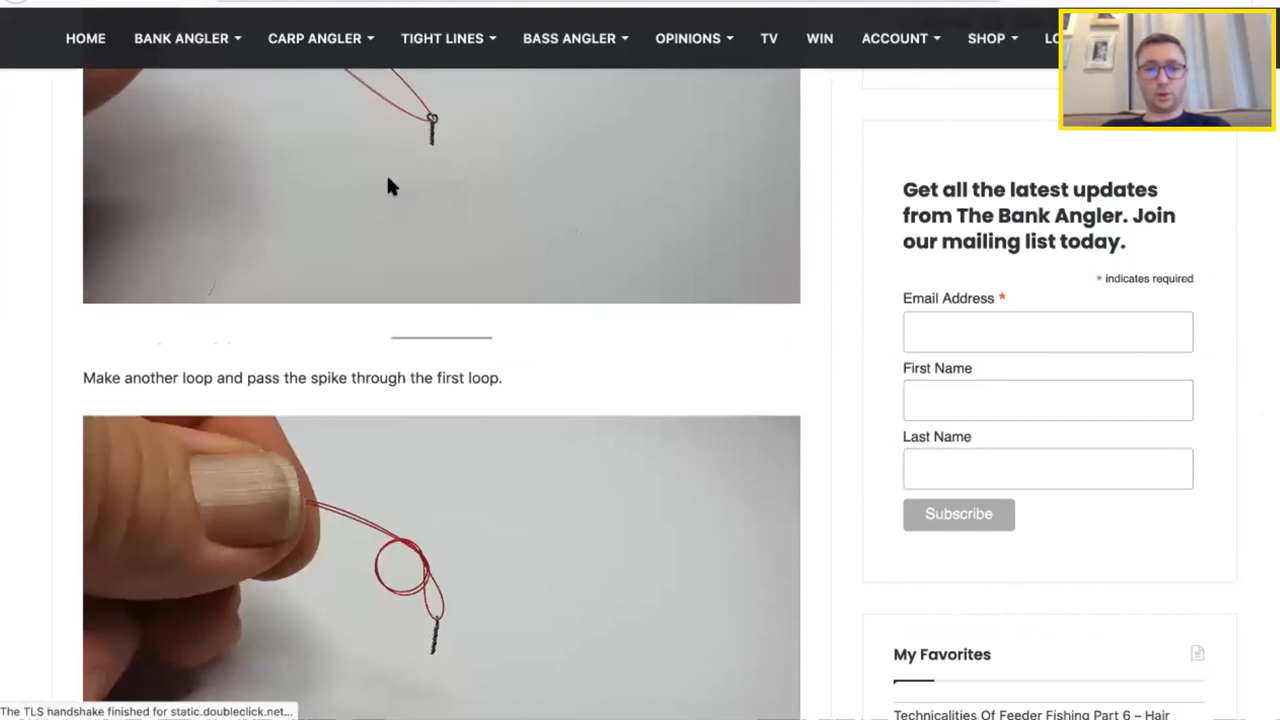 HOME BANK ANGLER CARP ANGLER TIGHT LINES BASS ANGLER OPINIONS TV WIN ACCOUNT SHOP
Make another loop and pass the spike through the first loop.
Get all the latest updates
from The Bank Angler. Join
our mailing list today.
* indicates required
Email Address *
First Name
Last Name
Subscribe
My Favorites
Technicalities Of Feeder Fishing Part 6 – Hair
The TLS handshake finished for static.doubleclick.net...